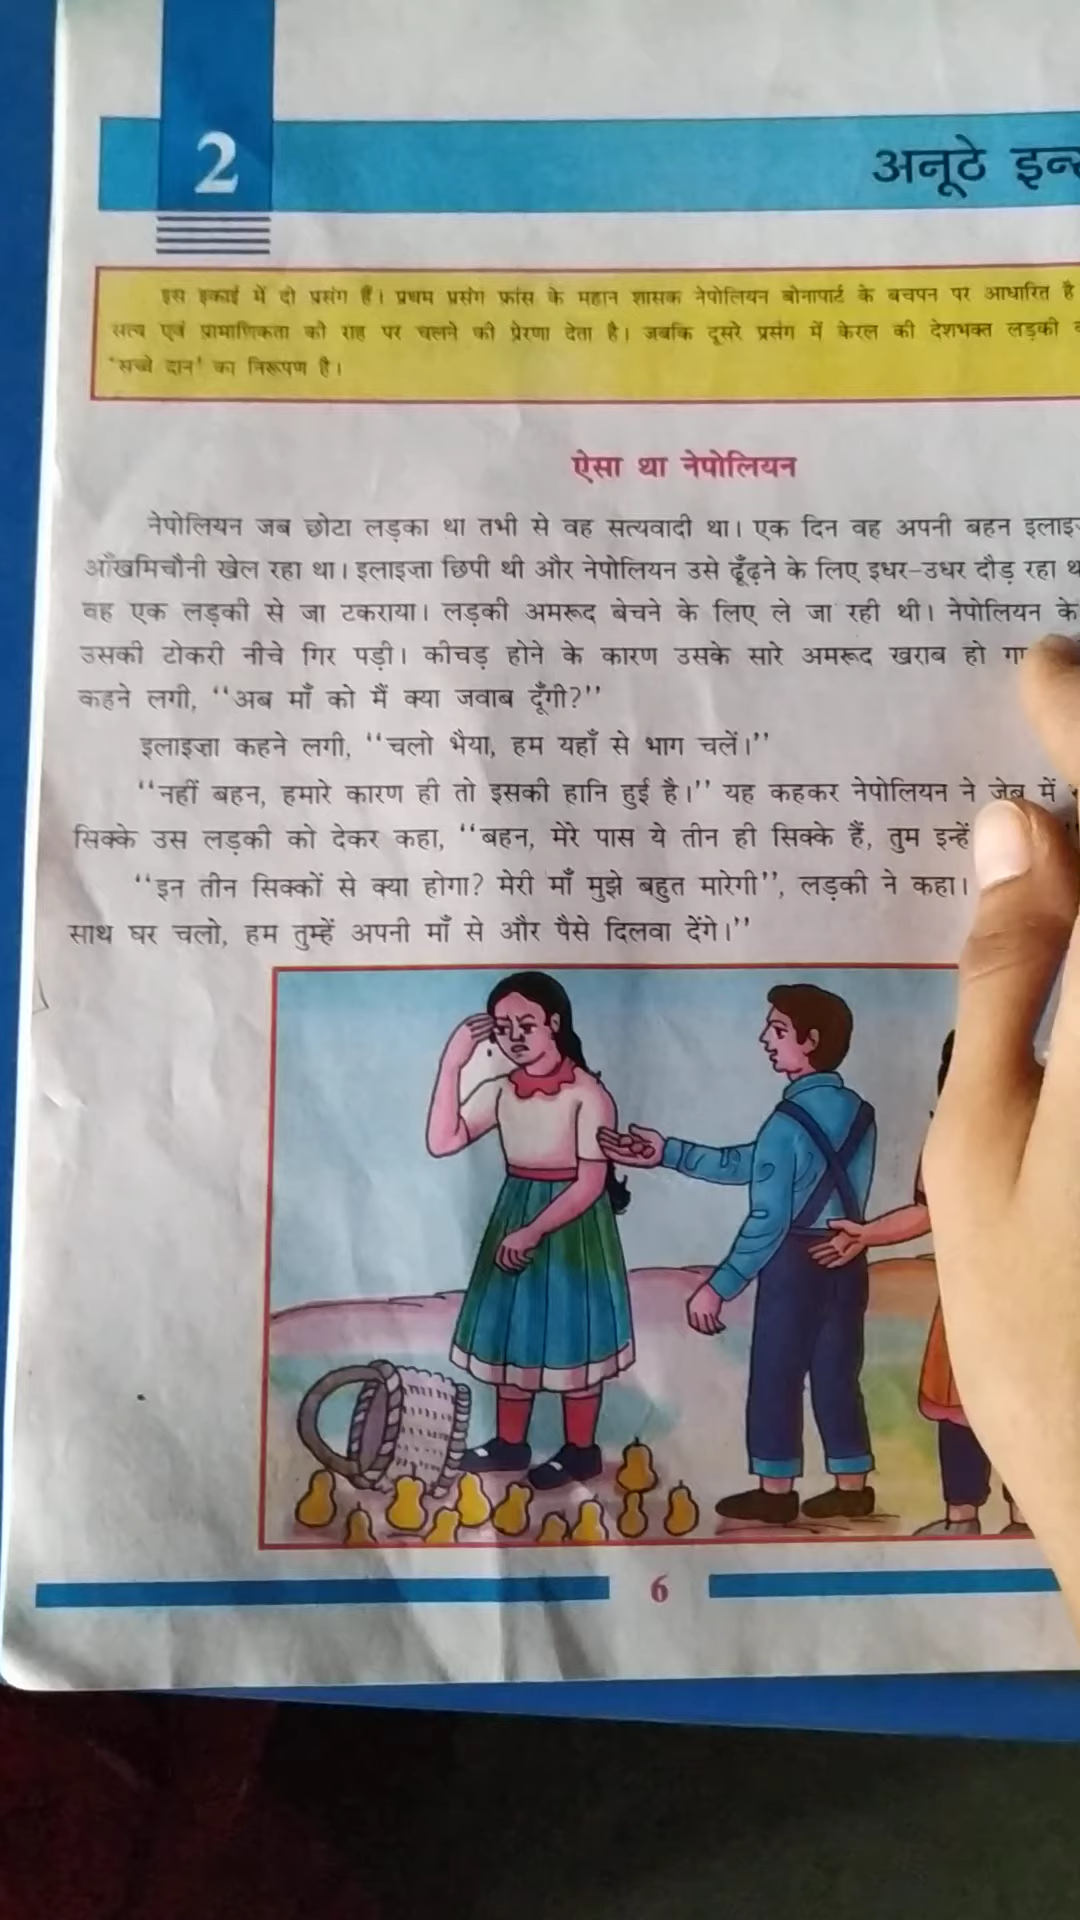 2
अनूठे
इस इकाई में दो प्रसंग हैं। प्रथम प्रसंग फ्रांस के महान शासक नेपोलियन बोनापार्ट के बचपन पर आधारित है
सत्य एवं प्रामाणिकता की राह पर चलने की प्रेरणा देता है। जबकि दूसरे प्रसंग में केरल की देशभक्त लड़की
'सच्चे दान' का निरूपण है।
ऐसा था नेपोलियन
नेपोलियन जब छोटा लड़का था तभी से वह सत्यवादी था। एक दिन वह अपनी बहन
आँखमिचौनी खेल रहा था। इलाइज़ा छिपी थी और नेपोलियन उसे ढूँढ़ने के लिए इधर-उधर दौड़ रहा
वह एक लड़की से जा टकराया। लड़की अमरूद बेचने के लिए ले जा रही थी। नेपोलियन के
उसकी टोकरी नीचे गिर पड़ी। कीचड़ होने के कारण उसके सारे अमरूद खराब हो
कहने लगी, "अब माँ को मैं क्या जवाब दूँगी?"
इलाइज़ा कहने लगी, "चलो भैया, हम यहाँ से भाग चलें।"
"नहीं बहन, हमारे कारण ही तो इसकी हानि हुई है।" यह कहकर नेपोलियन ने जेब में
सिक्के उस लड़की को देकर कहा, "बहन, मेरे पास ये तीन ही सिक्के हैं, तुम इन्हें
"इन तीन सिक्कों से क्या होगा? मेरी माँ मुझे बहुत मारेगी", लड़की ने कहा।
साथ घर चलो, हम तुम्हें अपनी माँ से और पैसे दिलवा देंगे।"
6